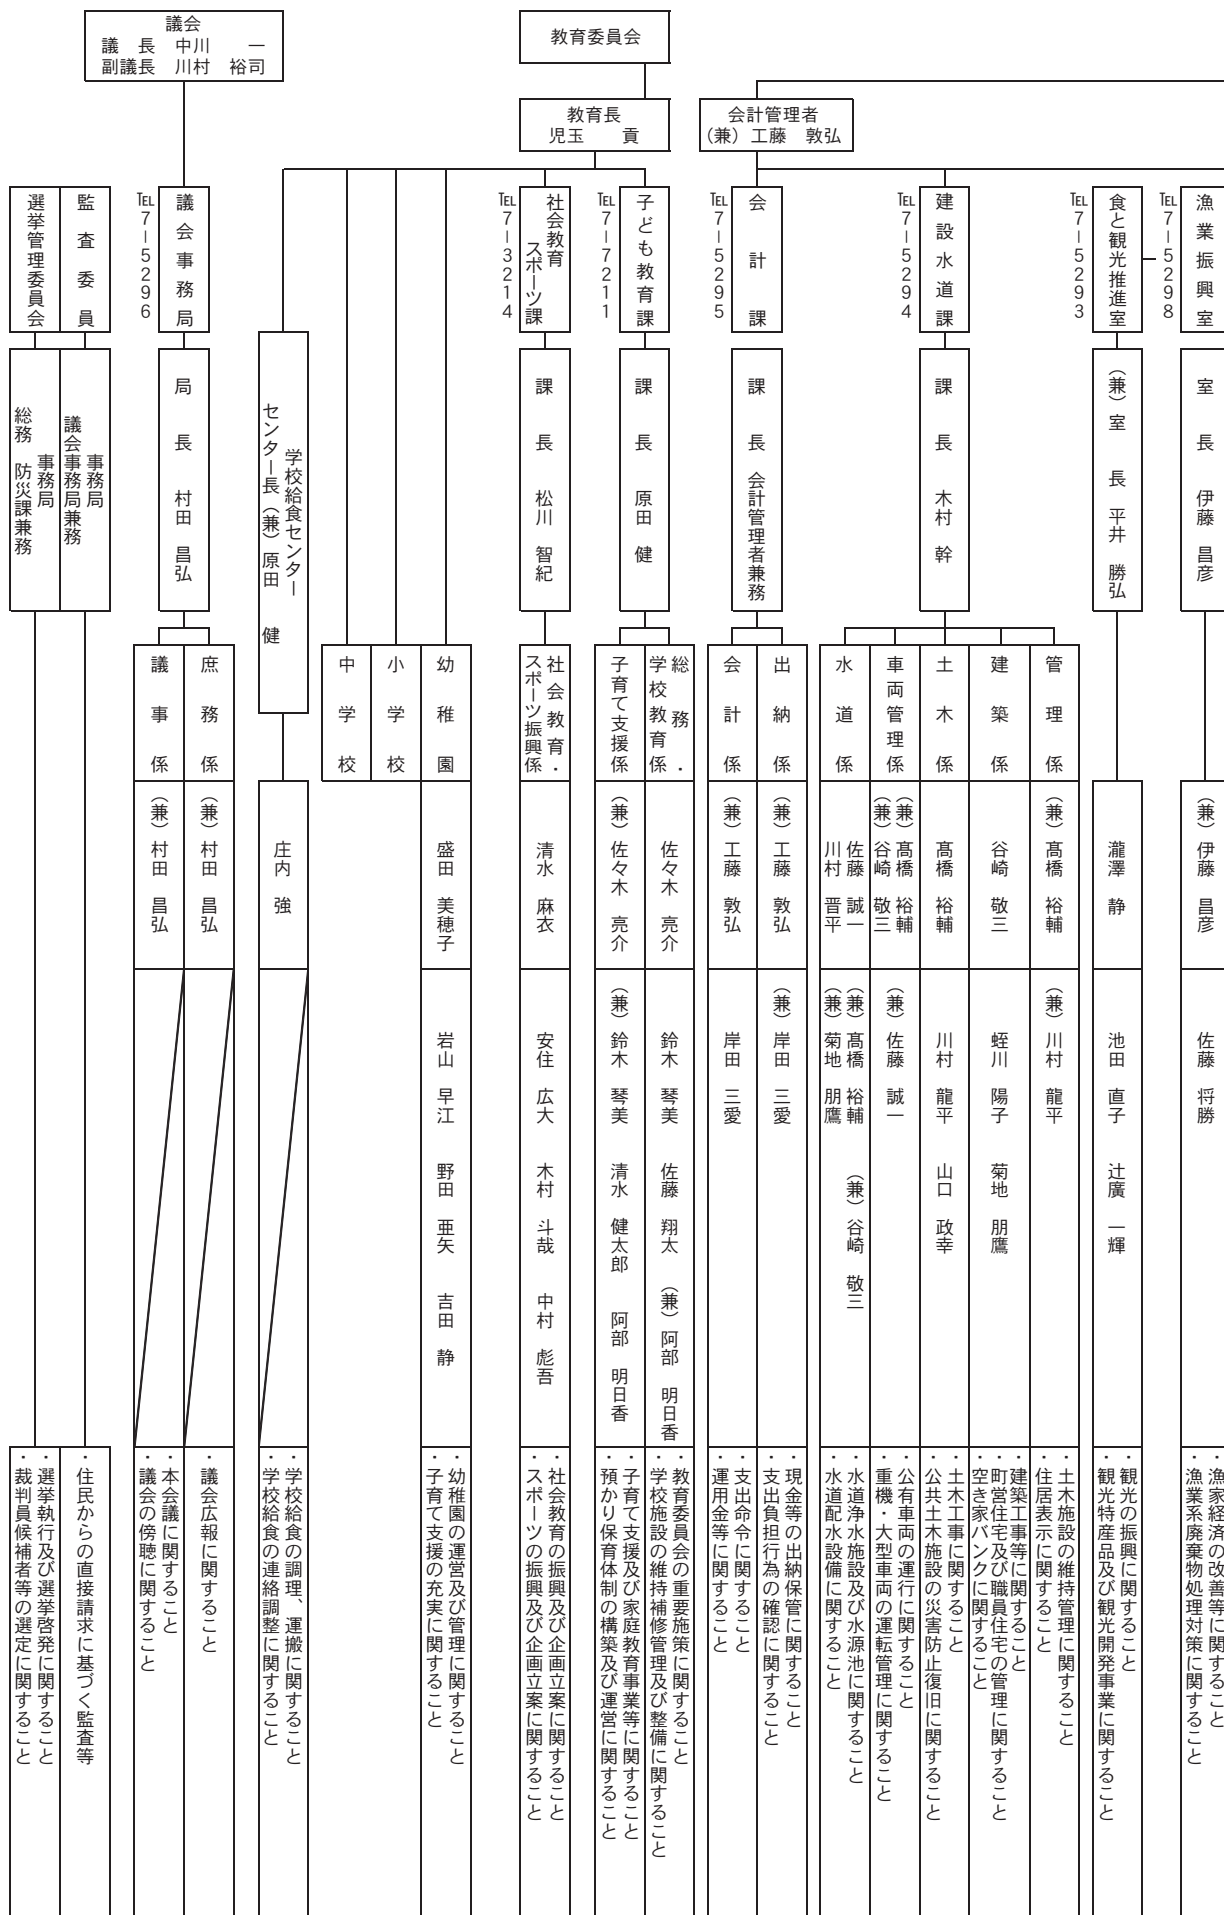 議会
議　長　中川　　一
副議長　川村　裕司
教育委員会
教育長
児玉　　貢
会計管理者
（兼）工藤　敦弘
漁業振興室
℡7－5298
室　長　伊藤　昌彦
（兼）伊藤　昌彦
佐藤　将勝
・漁家経済の改善等に関すること
・漁業系廃棄物処理対策に関すること
食と観光推進室
℡7－5293
（兼）室　長　平井　勝弘
瀧澤　静
池田　直子　辻廣　一輝
・観光の振興に関すること
・観光特産品及び観光開発事業に関すること
建設水道課
℡7－5294
課　長　木村　幹
管理係
（兼）髙橋　裕輔
（兼）川村　龍平
・土木施設の維持管理に関すること
・住居表示に関すること
建築係
谷崎　敬三
蛭川　陽子　菊地　朋鷹
・建築工事等に関すること
・町営住宅及び職員住宅の管理に関すること
・空き家バンクに関すること
土木係
髙橋　裕輔
川村　龍平　山口　政幸
・土木工事に関すること
・公共土木施設の災害防止復旧に関すること
車両管理係
（兼）髙橋　裕輔
（兼）谷崎　敬三
（兼）佐藤　誠一
・公有車両の運行に関すること
・重機・大型車両の運転管理に関すること
水道係
佐藤　誠一
川村　晋平
（兼）髙橋　裕輔　（兼）谷崎　敬三
（兼）菊地　朋鷹
・水道浄水施設及び水源池に関すること
・水道配水設備に関すること
会計課
℡7－5295
課　長　会計管理者兼務
出納係
（兼）工藤　敦弘
（兼）岸田　三愛
・現金等の出納保管に関すること
・支出負担行為の確認に関すること
会計係
（兼）工藤　敦弘
岸田　三愛
・支出命令に関すること
・運用金等に関すること
子ども教育課
℡7－7211
課　長　原田　健
総務・
学校教育係
佐々木　亮介
鈴木　琴美　佐藤　翔太　（兼）阿部　明日香
・教育委員会の重要施策に関すること
・学校施設の維持補修管理及び整備に関すること
子育て支援係
（兼）佐々木　亮介
（兼）鈴木　琴美　清水　健太郎　阿部　明日香
・子育て支援及び家庭教育事業等に関すること
・預かり保育体制の構築及び運営に関すること
社会教育
スポーツ課
℡7－3214
課　長　松川　智紀
社会教育・
スポーツ振興係
清水　麻衣
安住　広大　木村　斗哉　中村　彪吾
・社会教育の振興及び企画立案に関すること
・スポーツの振興及び企画立案に関すること
幼稚園
盛田　美穂子
岩山　早江　野田　亜矢　吉田　静
・幼稚園の運営及び管理に関すること
・子育て支援の充実に関すること
小学校
中学校
学校給食センター
センター長（兼）原田　健
庄内　強
・学校給食の調理、運搬に関すること
・学校給食の連絡調整に関すること
議会事務局
℡7－5296
局　長　村田　昌弘
庶務係
（兼）村田　昌弘
・議会広報に関すること
議事係
（兼）村田　昌弘
・本会議に関すること
・議会の傍聴に関すること
監査委員
事務局
議会事務局兼務
・住民からの直接請求に基づく監査等
選挙管理委員会
事務局
総務　防災課兼務
・選挙執行及び選挙啓発に関すること
・裁判員候補者等の選定に関すること